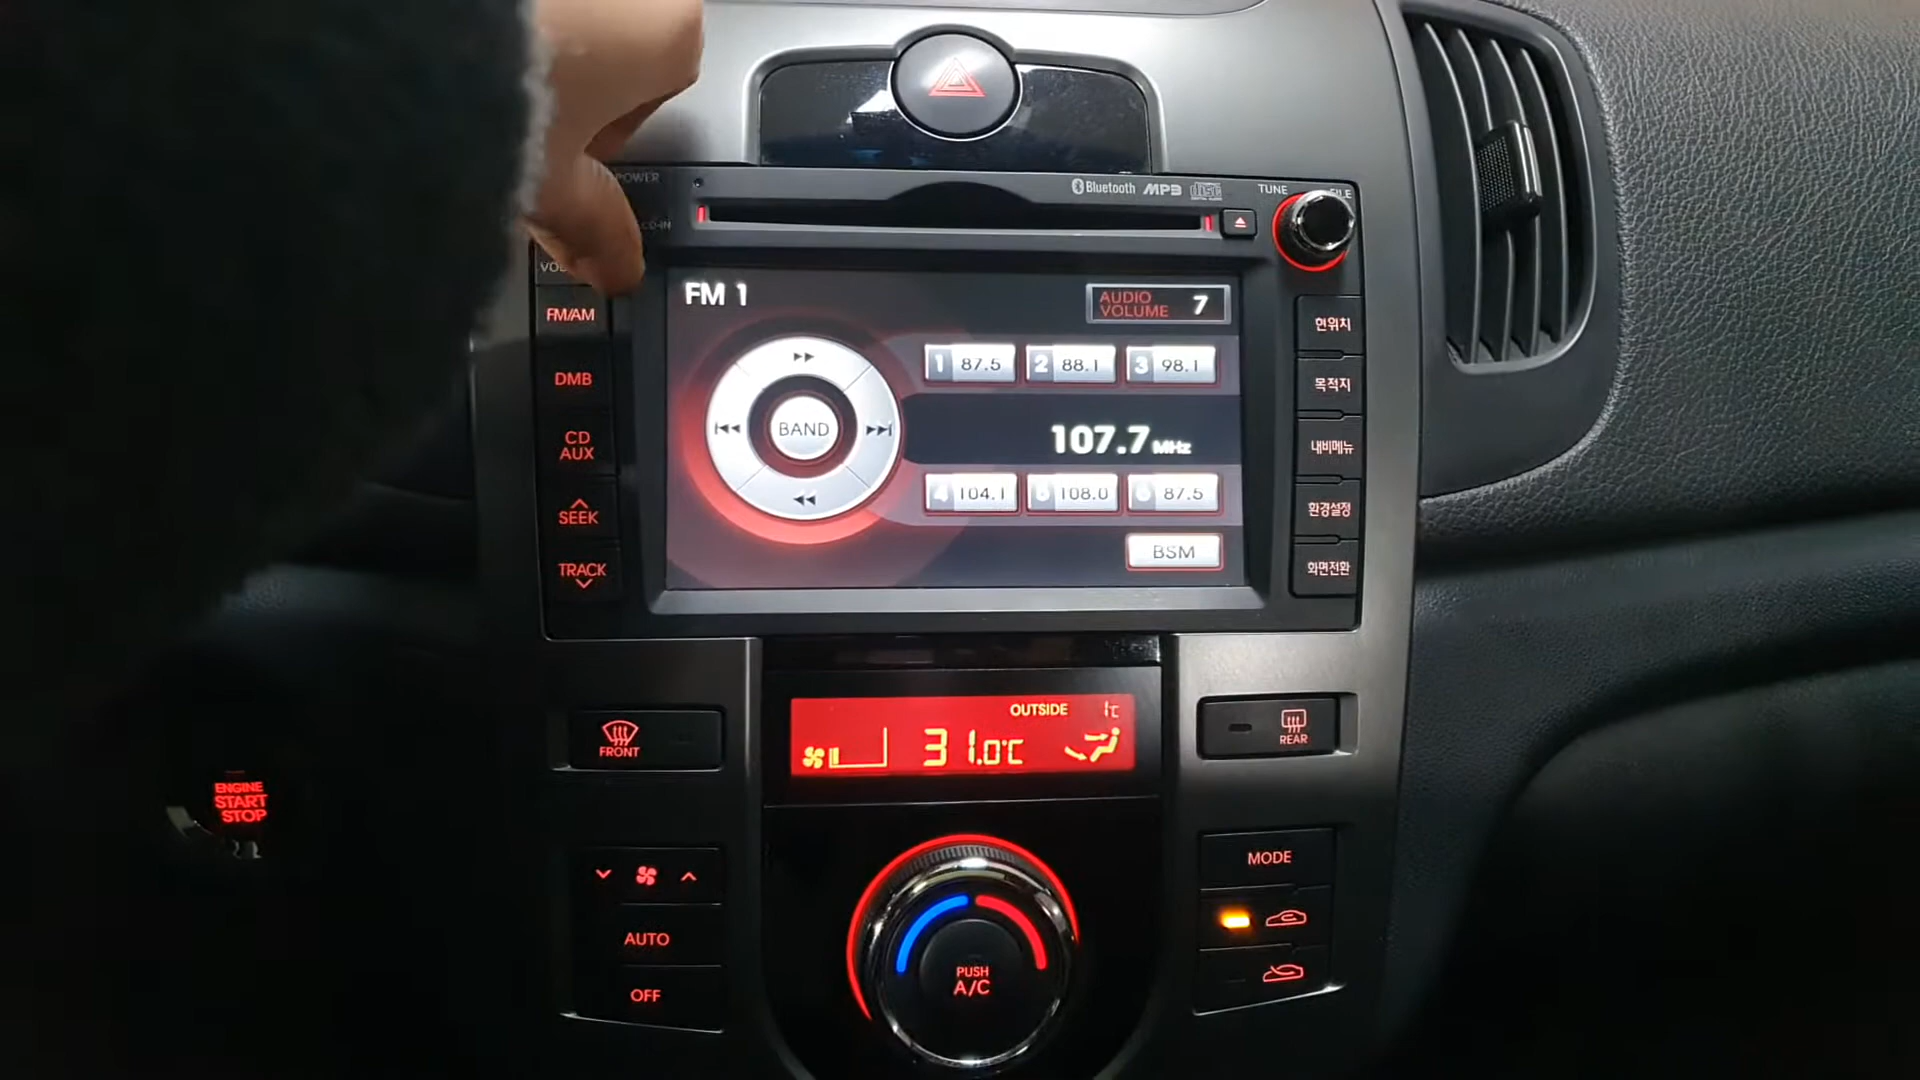 POWER
Bluetooth MP3 disc
DIGITAL AUDIO
TUNE
FILE
CD-IN
FM/AM
DMB
CD
AUX
SEEK
TRACK
FM 1
AUDIO
VOLUME 7
1 87.5 2 88.1 3 98.1
BAND
107.7 MHz
4 104.1 108.0 87.5
BSM
현위치
목적지
내비메뉴
환경설정
화면전환
FRONT
OUTSIDE 1℃
31.0℃
REAR
ENGINE
START
STOP
AUTO
OFF
PUSH
A/C
MODE